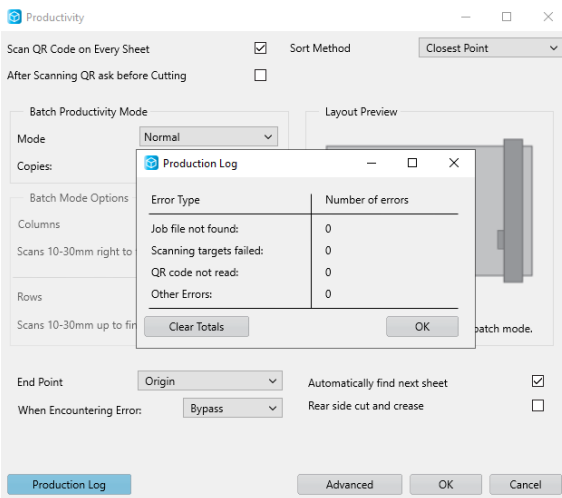 Productivity
Scan QR Code on Every Sheet
Sort Method
Closest Point
After Scanning QR ask before Cutting
Batch Productivity Mode
Layout Preview
Mode
Normal
Copies:
Production Log
Error Type
Number of errors
Job file not found:
0
Scanning targets failed:
0
QR code not read:
0
Other Errors:
0
Clear Totals
OK
Batch Mode Options
Columns
Scans 10-30mm right to
Rows
Scans 10-30mm up to
batch mode.
End Point
Origin
Automatically find next sheet
When Encountering Error:
Bypass
Rear side cut and crease
Production Log
Advanced
OK
Cancel